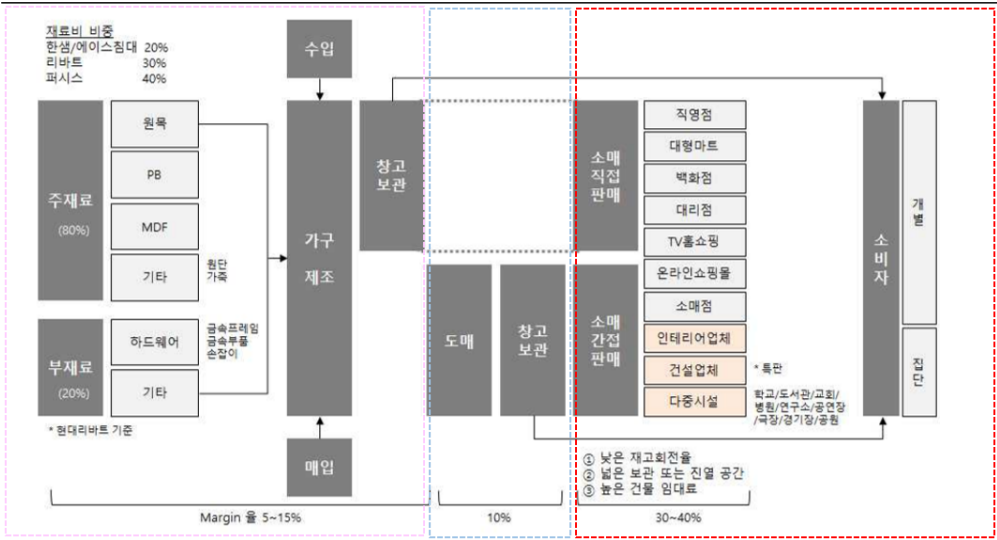 재료비 비중
한샘/에이스침대 20%
리바트 30%
퍼시스 40%
수입
주재료
(80%)
원목
PB
MDF
기타
원단
가죽
부재료
(20%)
하드웨어
금속프레임
금속부품
손잡이
기타
* 현대리바트 기준
가구
제조
매입
창고
보관
도매
창고
보관
소매
직접
판매
소매
간접
판매
직영점
대형마트
백화점
대리점
TV홈쇼핑
온라인쇼핑몰
소매점
인테리어업체
건설업체
* 특판
다중시설
학교/도서관/교회/
병원/연구소/공연장
/극장/경기장/공원
소
비
자
개
별
집
단
① 낮은 재고회전율
② 넓은 보관 또는 진열 공간
③ 높은 건물 임대료
Margin 율 5~15%
10%
30~40%